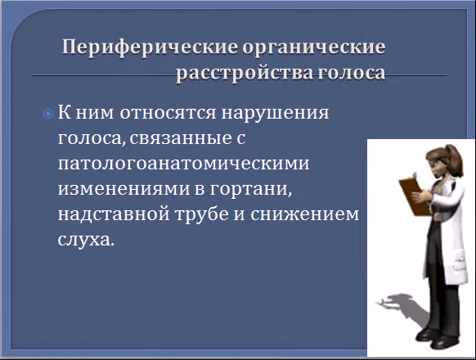 Периферические органические
расстройства голоса
К ним относятся нарушения
голоса, связанные с
патологоанатомическими
изменениями в гортани,
надставной трубе и снижением
слуха.